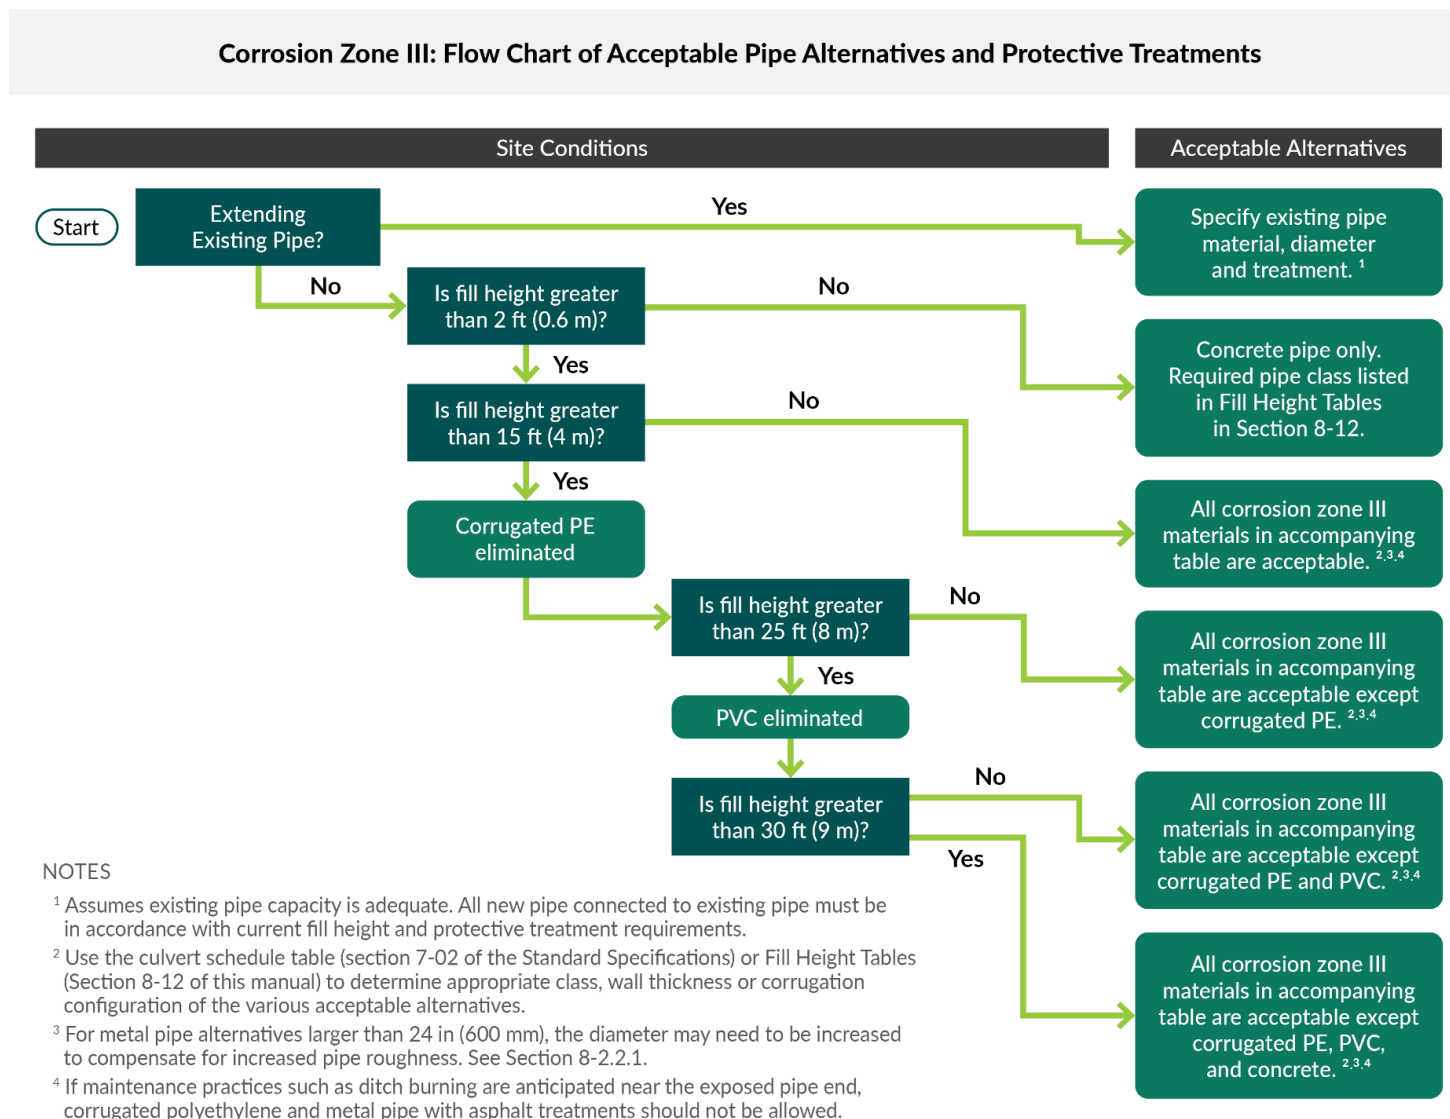 Corrosion Zone III: Flow Chart of Acceptable Pipe Alternatives and Protective Treatments
Site Conditions
Acceptable Alternatives
Start
Extending
Existing Pipe?
Yes
Specify existing pipe
material, diameter
and treatment. ¹
No
Is fill height greater
than 2 ft (0.6 m)?
No
Concrete pipe only.
Required pipe class listed
in Fill Height Tables
in Section 8-12.
Yes
Is fill height greater
than 15 ft (4 m)?
No
All corrosion zone III
materials in accompanying
table are acceptable. ²,³,⁴
Yes
Corrugated PE
eliminated
Is fill height greater
than 25 ft (8 m)?
No
All corrosion zone III
materials in accompanying
table are acceptable except
corrugated PE. ²,³,⁴
Yes
PVC eliminated
Is fill height greater
than 30 ft (9 m)?
No
All corrosion zone III
materials in accompanying
table are acceptable except
corrugated PE and PVC. ²,³,⁴
Yes
All corrosion zone III
materials in accompanying
table are acceptable except
corrugated PE, PVC,
and concrete. ²,³,⁴
NOTES
¹ Assumes existing pipe capacity is adequate. All new pipe connected to existing pipe must be
in accordance with current fill height and protective treatment requirements.
² Use the culvert schedule table (section 7-02 of the Standard Specifications) or Fill Height Tables
(Section 8-12 of this manual) to determine appropriate class, wall thickness or corrugation
configuration of the various acceptable alternatives.
³ For metal pipe alternatives larger than 24 in (600 mm), the diameter may need to be increased
to compensate for increased pipe roughness. See Section 8-2.2.1.
⁴ If maintenance practices such as ditch burning are anticipated near the exposed pipe end,
corrugated polyethylene and metal pipe with asphalt treatments should not be allowed.